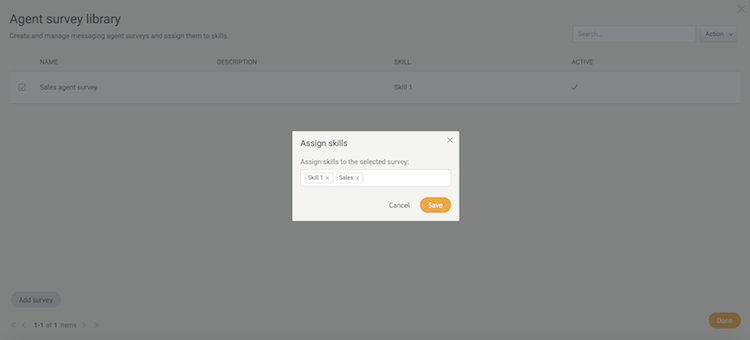 Agent survey library
Create and manage messaging agent surveys and assign them to skills.
Search...
Action
NAME DESCRIPTION SKILL ACTIVE
Sales agent survey Skill 1
Assign skills
Assign skills to the selected survey:
Skill 1 × Sales ×
Cancel Save
Add survey
1-1 of 1 items
Done